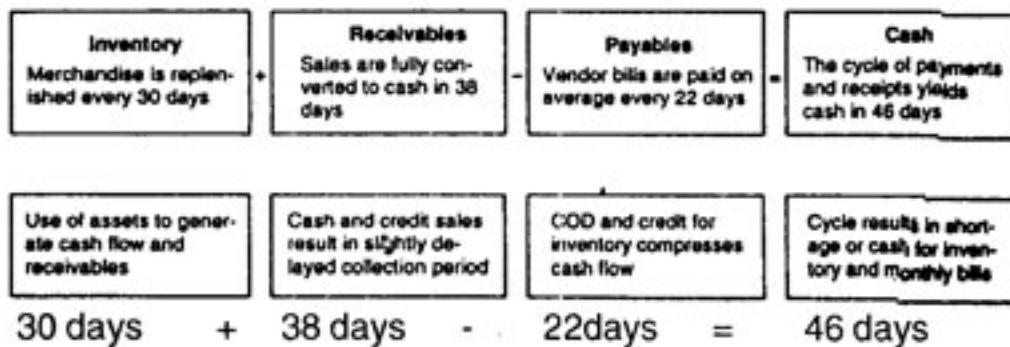 Inventory
Merchandise is replen-
ished every 30 days
+
Receivables
Sales are fully con-
verted to cash in 38
days
-
Payables
Vendor bills are paid on
average every 22 days
=
Cash
The cycle of payments
and receipts yields
cash in 46 days
Use of assets to gener-
ate cash flow and
receivables
Cash and credit sales
result in slightly de-
layed collection period
COD and credit for
inventory compresses
cash flow
Cycle results in short-
age or cash for inven-
tory and monthly bills
30 days + 38 days - 22days = 46 days